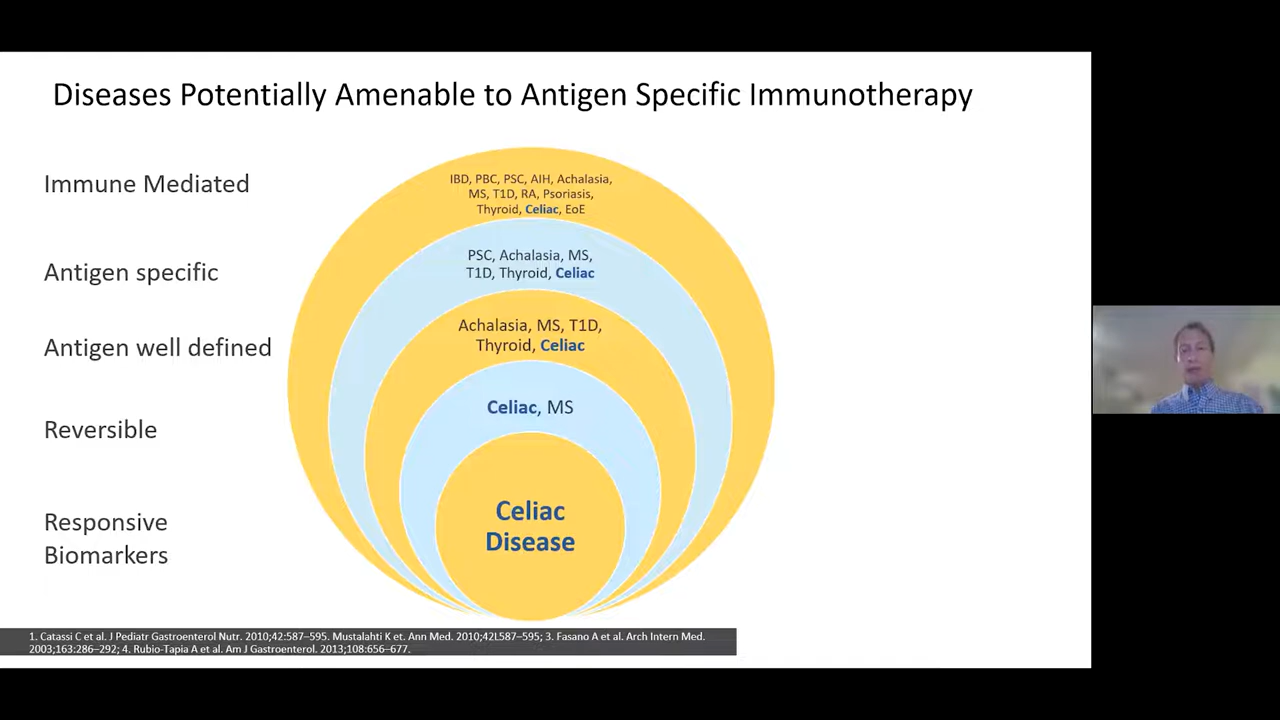 Diseases Potentially Amenable to Antigen Specific Immunotherapy
Immune Mediated
IBD, PBC, PSC, AIH, Achalasia,
MS, T1D, RA, Psoriasis,
Thyroid, Celiac, EoE
Antigen specific
PSC, Achalasia, MS,
T1D, Thyroid, Celiac
Antigen well defined
Achalasia, MS, T1D,
Thyroid, Celiac
Reversible
Celiac, MS
Responsive
Biomarkers
Celiac
Disease
1. Catassi C et al. J Pediatr Gastroenterol Nutr. 2010;42:587–595. Mustalahti K et. Ann Med. 2010;42L587–595; 3. Fasano A et al. Arch Intern Med.
2003;163:286–292; 4. Rubio-Tapia A et al. Am J Gastroenterol. 2013;108:656–677.